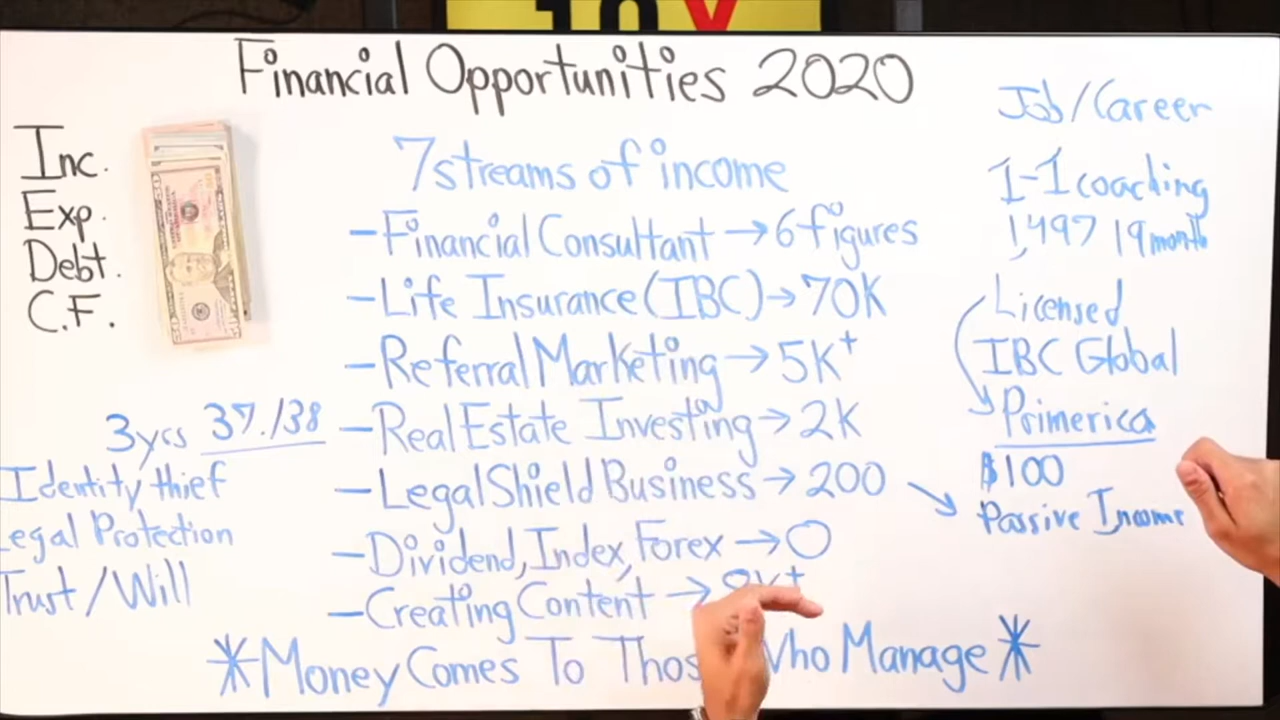 Financial Opportunities 2020
Inc.
Exp.
Debt.
C.F.
7 streams of income
-Financial Consultant → 6 figures
-Life Insurance (IBC) → 70K
-Referral Marketing → 5K+
-Real Estate Investing → 2K
-LegalShield Business → 200
-Dividend, Index, Forex → 0
-Creating Content →
*Money Comes To Who Manage*
3yrs 37./38
Identity thief
Legal Protection
Trust/Will
Job/Career
1-1 coaching
1,497 19month
Licensed
IBC Global
Primerica
$100
Passive Income